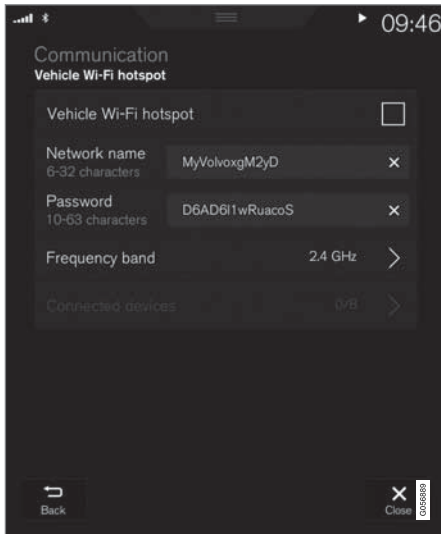 09:46
Communication
Vehicle Wi-Fi hotspot
Vehicle Wi-Fi hotspot
Network name
6-32 characters
MyVolvoxgM2yD
Password
10-63 characters
D6AD6l1wRuacoS
Frequency band
2.4 GHz
Connected devices
0/8
Back
Close
G056889